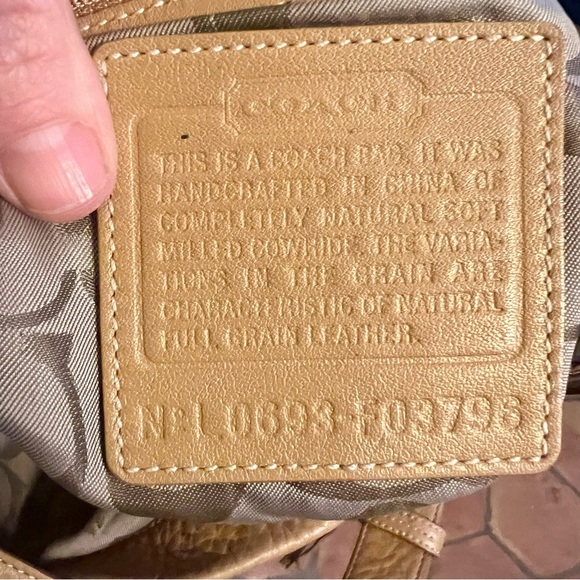 COACH
THIS IS A COACH BAG. IT WAS
HANDCRAFTED IN CHINA OF
COMPLETELY NATURAL SOFT
MILLED COWHIDE. THE VARIA-
TIONS IN THE GRAIN ARE
CHARACTERISTIC OF NATURAL
FULL GRAIN LEATHER.
No L0693-F03796